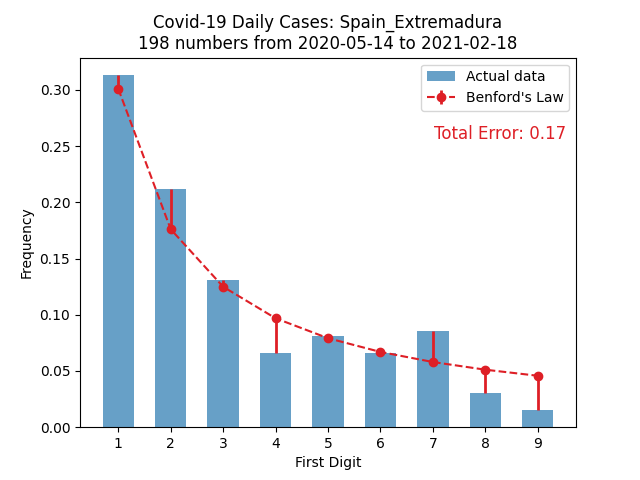 Covid-19 Daily Cases: Spain_Extremadura
198 numbers from 2020-05-14 to 2021-02-18
Actual data
Benford's Law
Total Error: 0.17
Frequency
0.30
0.25
0.20
0.15
0.10
0.05
0.00
1 2 3 4 5 6 7 8 9
First Digit